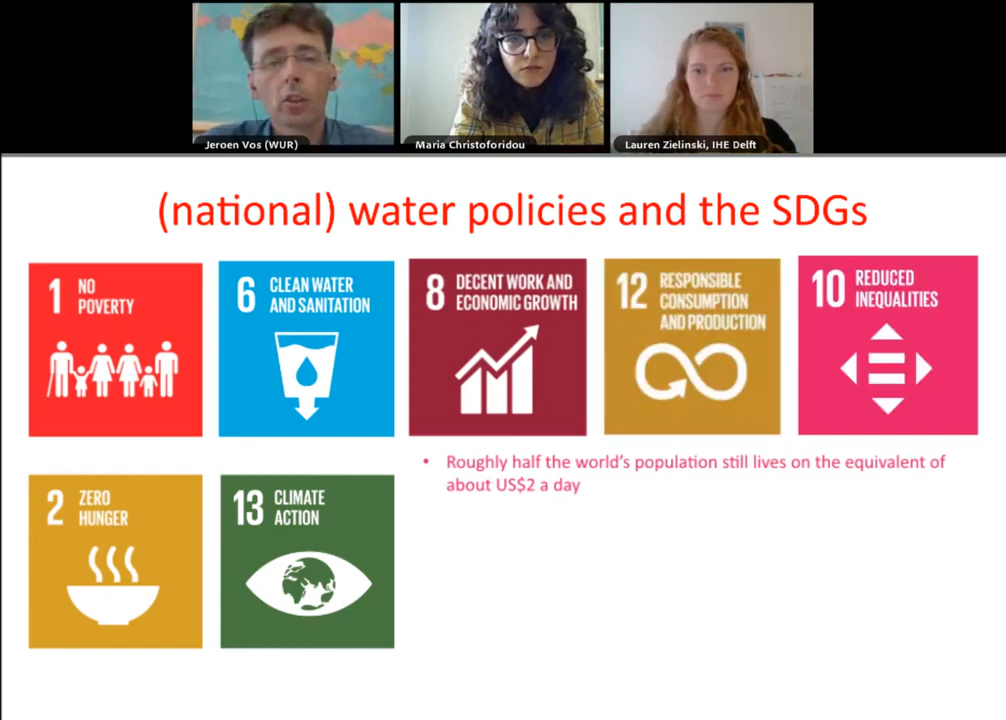 Jeroen Vos (WUR)
Maria Christoforidou
Lauren Zielinski, IHE Delft
(national) water policies and the SDGs
1 NO
POVERTY
6 CLEAN WATER
AND SANITATION
8 DECENT WORK AND
ECONOMIC GROWTH
12 RESPONSIBLE
CONSUMPTION
AND PRODUCTION
10 REDUCED
INEQUALITIES
• Roughly half the world's population still lives on the equivalent of
about US$2 a day
2 ZERO
HUNGER
13 CLIMATE
ACTION